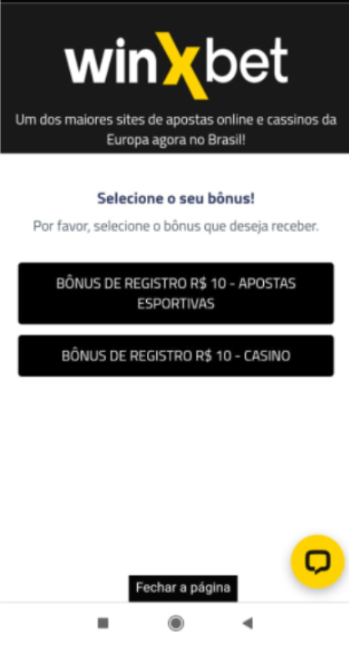 winXbet
Um dos maiores sites de apostas online e cassinos da
Europa agora no Brasil!
Selecione o seu bônus!
Por favor, selecione o bônus que deseja receber.
BÔNUS DE REGISTRO R$ 10 - APOSTAS
ESPORTIVAS
BÔNUS DE REGISTRO R$ 10 - CASINO
Fechar a página